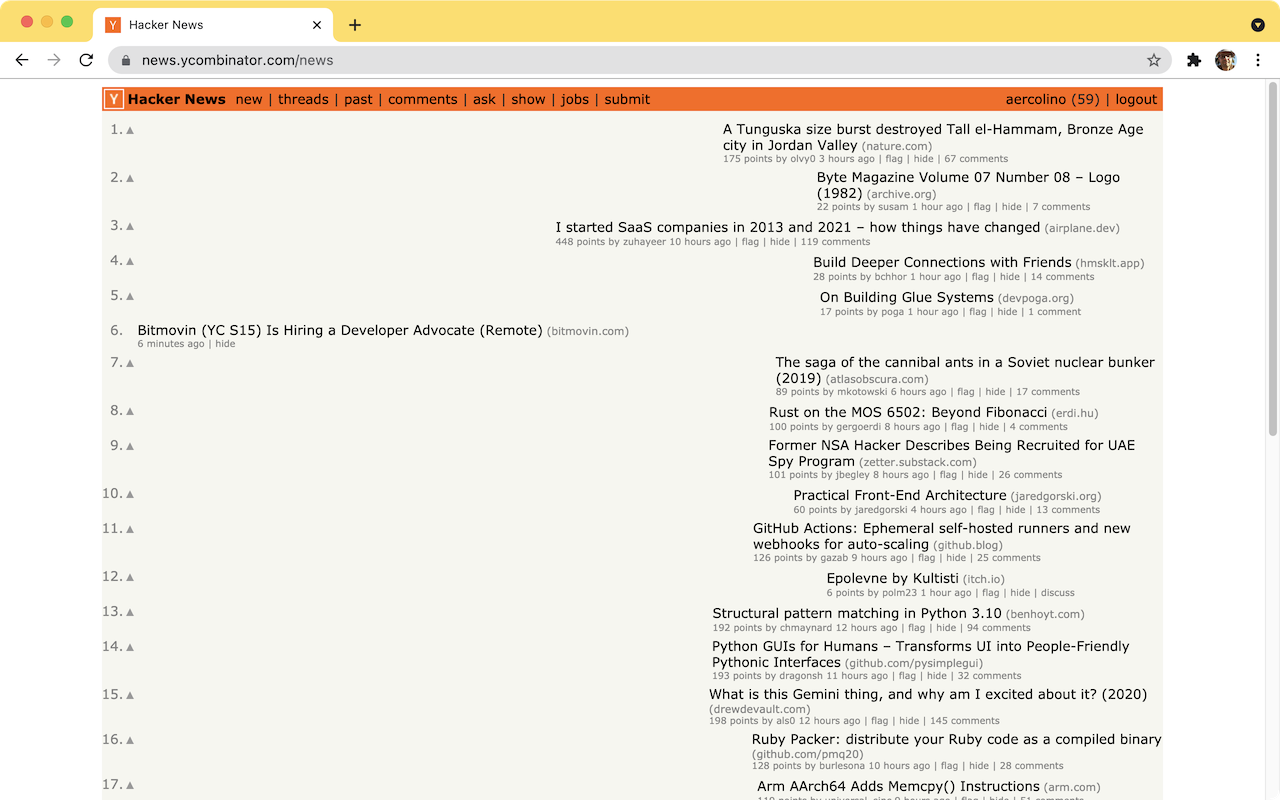 Hacker News
news.ycombinator.com/news
Y Hacker News new | threads | past | comments | ask | show | jobs | submit aercolino (59) | logout
1. A Tunguska size burst destroyed Tall el-Hammam, Bronze Age
city in Jordan Valley (nature.com)
175 points by olvy0 3 hours ago | flag | hide | 67 comments
2. Byte Magazine Volume 07 Number 08 – Logo
(1982) (archive.org)
22 points by susam 1 hour ago | flag | hide | 7 comments
3. I started SaaS companies in 2013 and 2021 – how things have changed (airplane.dev)
448 points by zuhayeer 10 hours ago | flag | hide | 119 comments
4. Build Deeper Connections with Friends (hmsklt.app)
28 points by bchhor 1 hour ago | flag | hide | 14 comments
5. On Building Glue Systems (devpoga.org)
17 points by poga 1 hour ago | flag | hide | 1 comment
6. Bitmovin (YC S15) Is Hiring a Developer Advocate (Remote) (bitmovin.com)
6 minutes ago | hide
7. The saga of the cannibal ants in a Soviet nuclear bunker
(2019) (atlasobscura.com)
89 points by mkotowski 6 hours ago | flag | hide | 17 comments
8. Rust on the MOS 6502: Beyond Fibonacci (erdi.hu)
100 points by gergoerdi 8 hours ago | flag | hide | 4 comments
9. Former NSA Hacker Describes Being Recruited for UAE
Spy Program (zetter.substack.com)
101 points by jbegley 8 hours ago | flag | hide | 26 comments
10. Practical Front-End Architecture (jaredgorski.org)
60 points by jaredgorski 4 hours ago | flag | hide | 13 comments
11. GitHub Actions: Ephemeral self-hosted runners and new
webhooks for auto-scaling (github.blog)
126 points by gazab 9 hours ago | flag | hide | 25 comments
12. Epolevne by Kultisti (itch.io)
6 points by polm23 1 hour ago | flag | hide | discuss
13. Structural pattern matching in Python 3.10 (benhoyt.com)
192 points by chmaynard 12 hours ago | flag | hide | 94 comments
14. Python GUIs for Humans – Transforms UI into People-Friendly
Pythonic Interfaces (github.com/pysimplegui)
193 points by dragonsh 11 hours ago | flag | hide | 32 comments
15. What is this Gemini thing, and why am I excited about it? (2020)
(drewdevault.com)
198 points by als0 12 hours ago | flag | hide | 145 comments
16. Ruby Packer: distribute your Ruby code as a compiled binary
(github.com/pmq20)
128 points by burlesona 10 hours ago | flag | hide | 28 comments
17. Arm AArch64 Adds Memcpy() Instructions (arm.com)